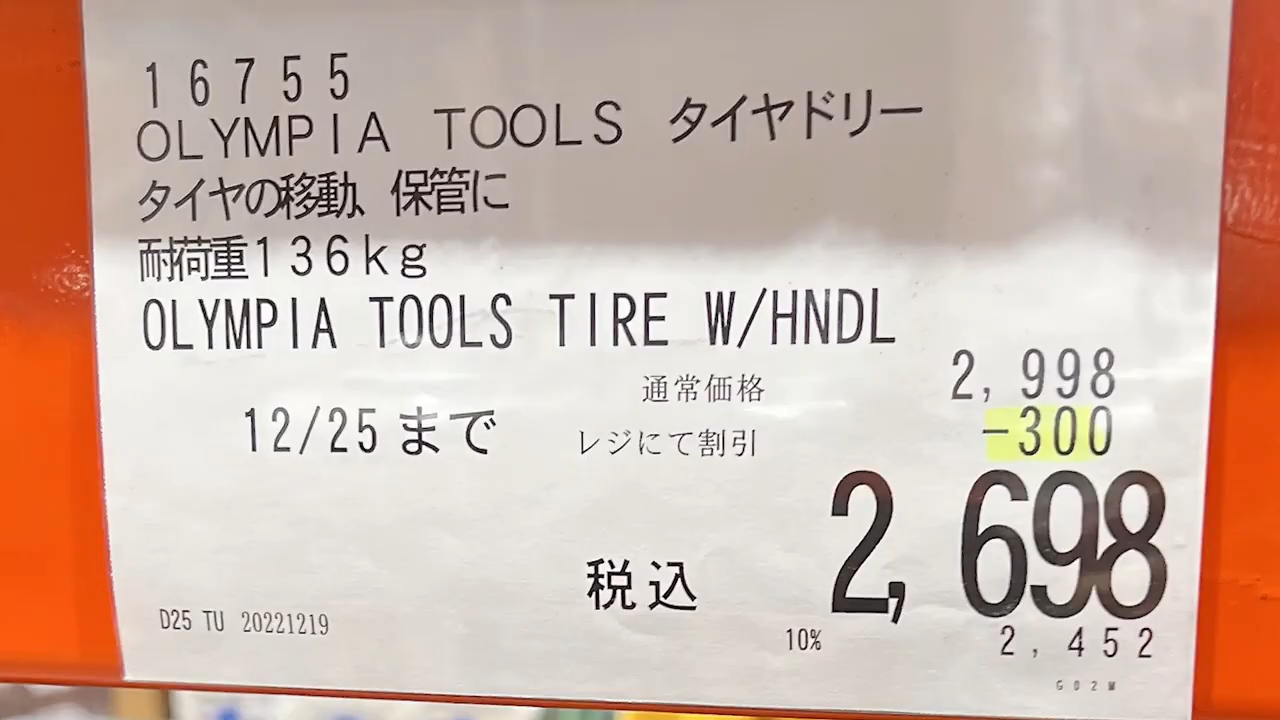 16755
OLYMPIA TOOLS タイヤドリー
タイヤの移動、保管に
耐荷重136kg
OLYMPIA TOOLS TIRE W/HNDL
通常価格 2,998
12/25まで レジにて割引 -300
税込 2,698
10% 2,452
D25 TU 20221219
G02M